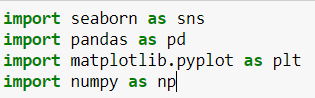 import seaborn as sns
import pandas as pd
import matplotlib.pyplot as plt
import numpy as np